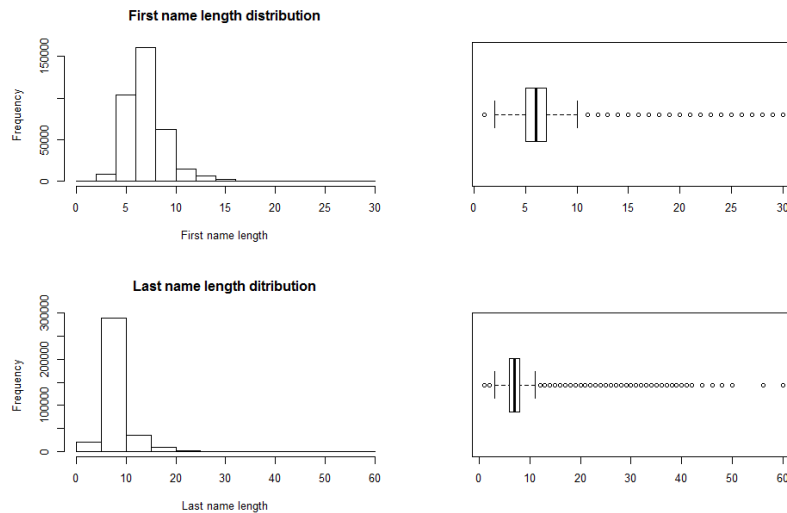 First name length distribution
Frequency
0
50000
150000
0 5 10 15 20 25 30
First name length
0 5 10 15 20 25 30
Last name length ditribution
Frequency
0
100000
200000
300000
0 10 20 30 40 50 60
Last name length
0 10 20 30 40 50 60